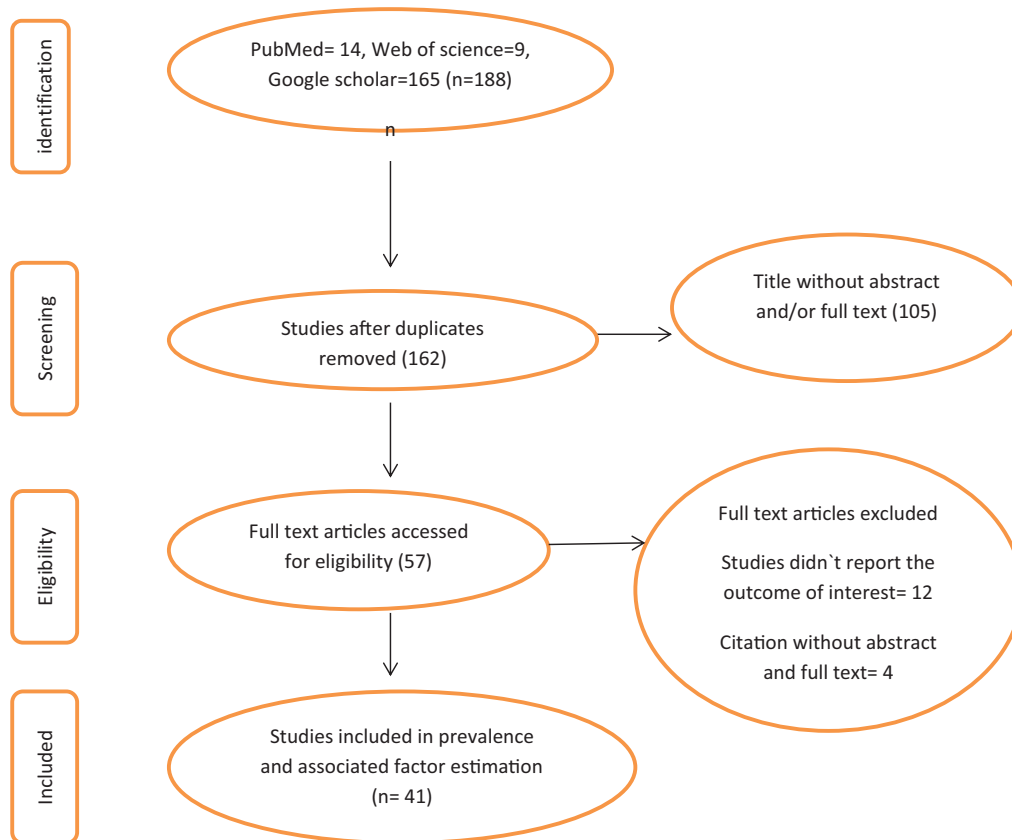 identification
PubMed= 14, Web of science=9,
Google scholar=165 (n=188)
n
Screening
Studies after duplicates
removed (162)
Title without abstract
and/or full text (105)
Eligibility
Full text articles accessed
for eligibility (57)
Full text articles excluded
Studies didn`t report the
outcome of interest= 12
Citation without abstract
and full text= 4
Included
Studies included in prevalence
and associated factor estimation
(n= 41)